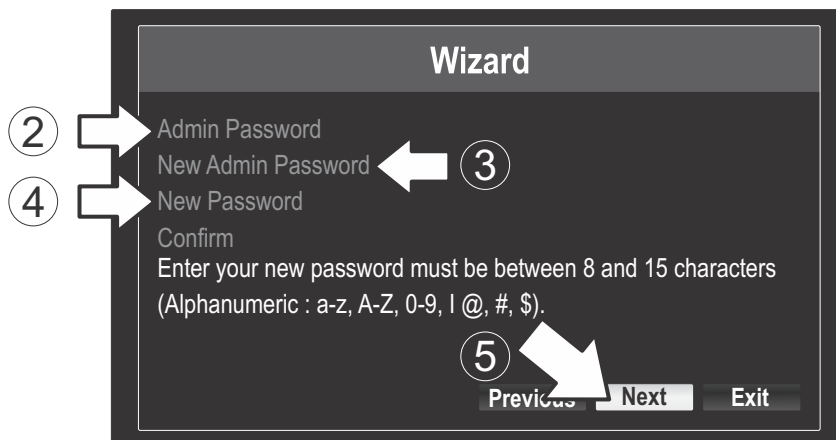 Wizard
② Admin Password
New Admin Password ③
④ New Password
Confirm
Enter your new password must be between 8 and 15 characters
(Alphanumeric : a-z, A-Z, 0-9, I @, #, $).
⑤
Previous Next Exit